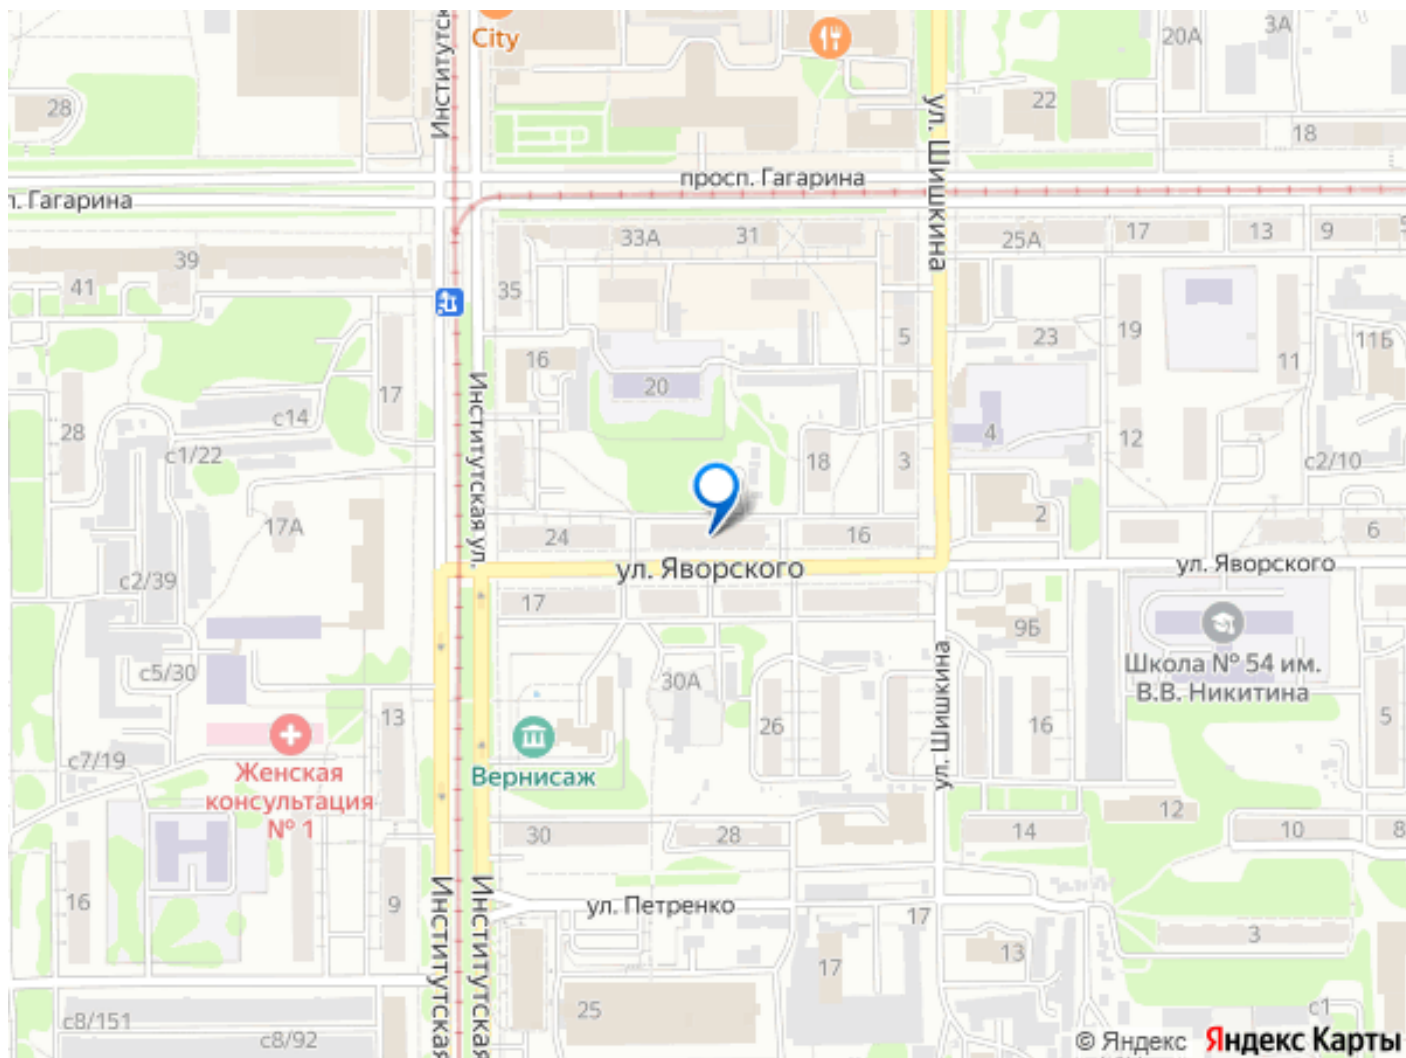 City
Институтск
28
22
20А
3А
18
просп. Гагарина
п. Гагарина
ул. Шишкина
39
41
33А
31
35
25А
17
13
9
5
16
20
17
23
19
11
11Б
28
с14
с1/22
Институтская ул.
18
3
4
12
с2/10
17А
24
16
2
6
ул. Яворского
ул. Яворского
с2/39
17
9Б
Школа № 54 им.
В.В. Никитина
с5/30
30А
26
16
5
ул. Шишкина
13
с7/19
Женская
консультация
№ 1
Вернисаж
30
28
14
12
10
8
16
9
Институтская
Институтская
ул. Петренко
17
3
13
17
25
с8/151
с8/92
с1
© Яндекс Яндекс Карты